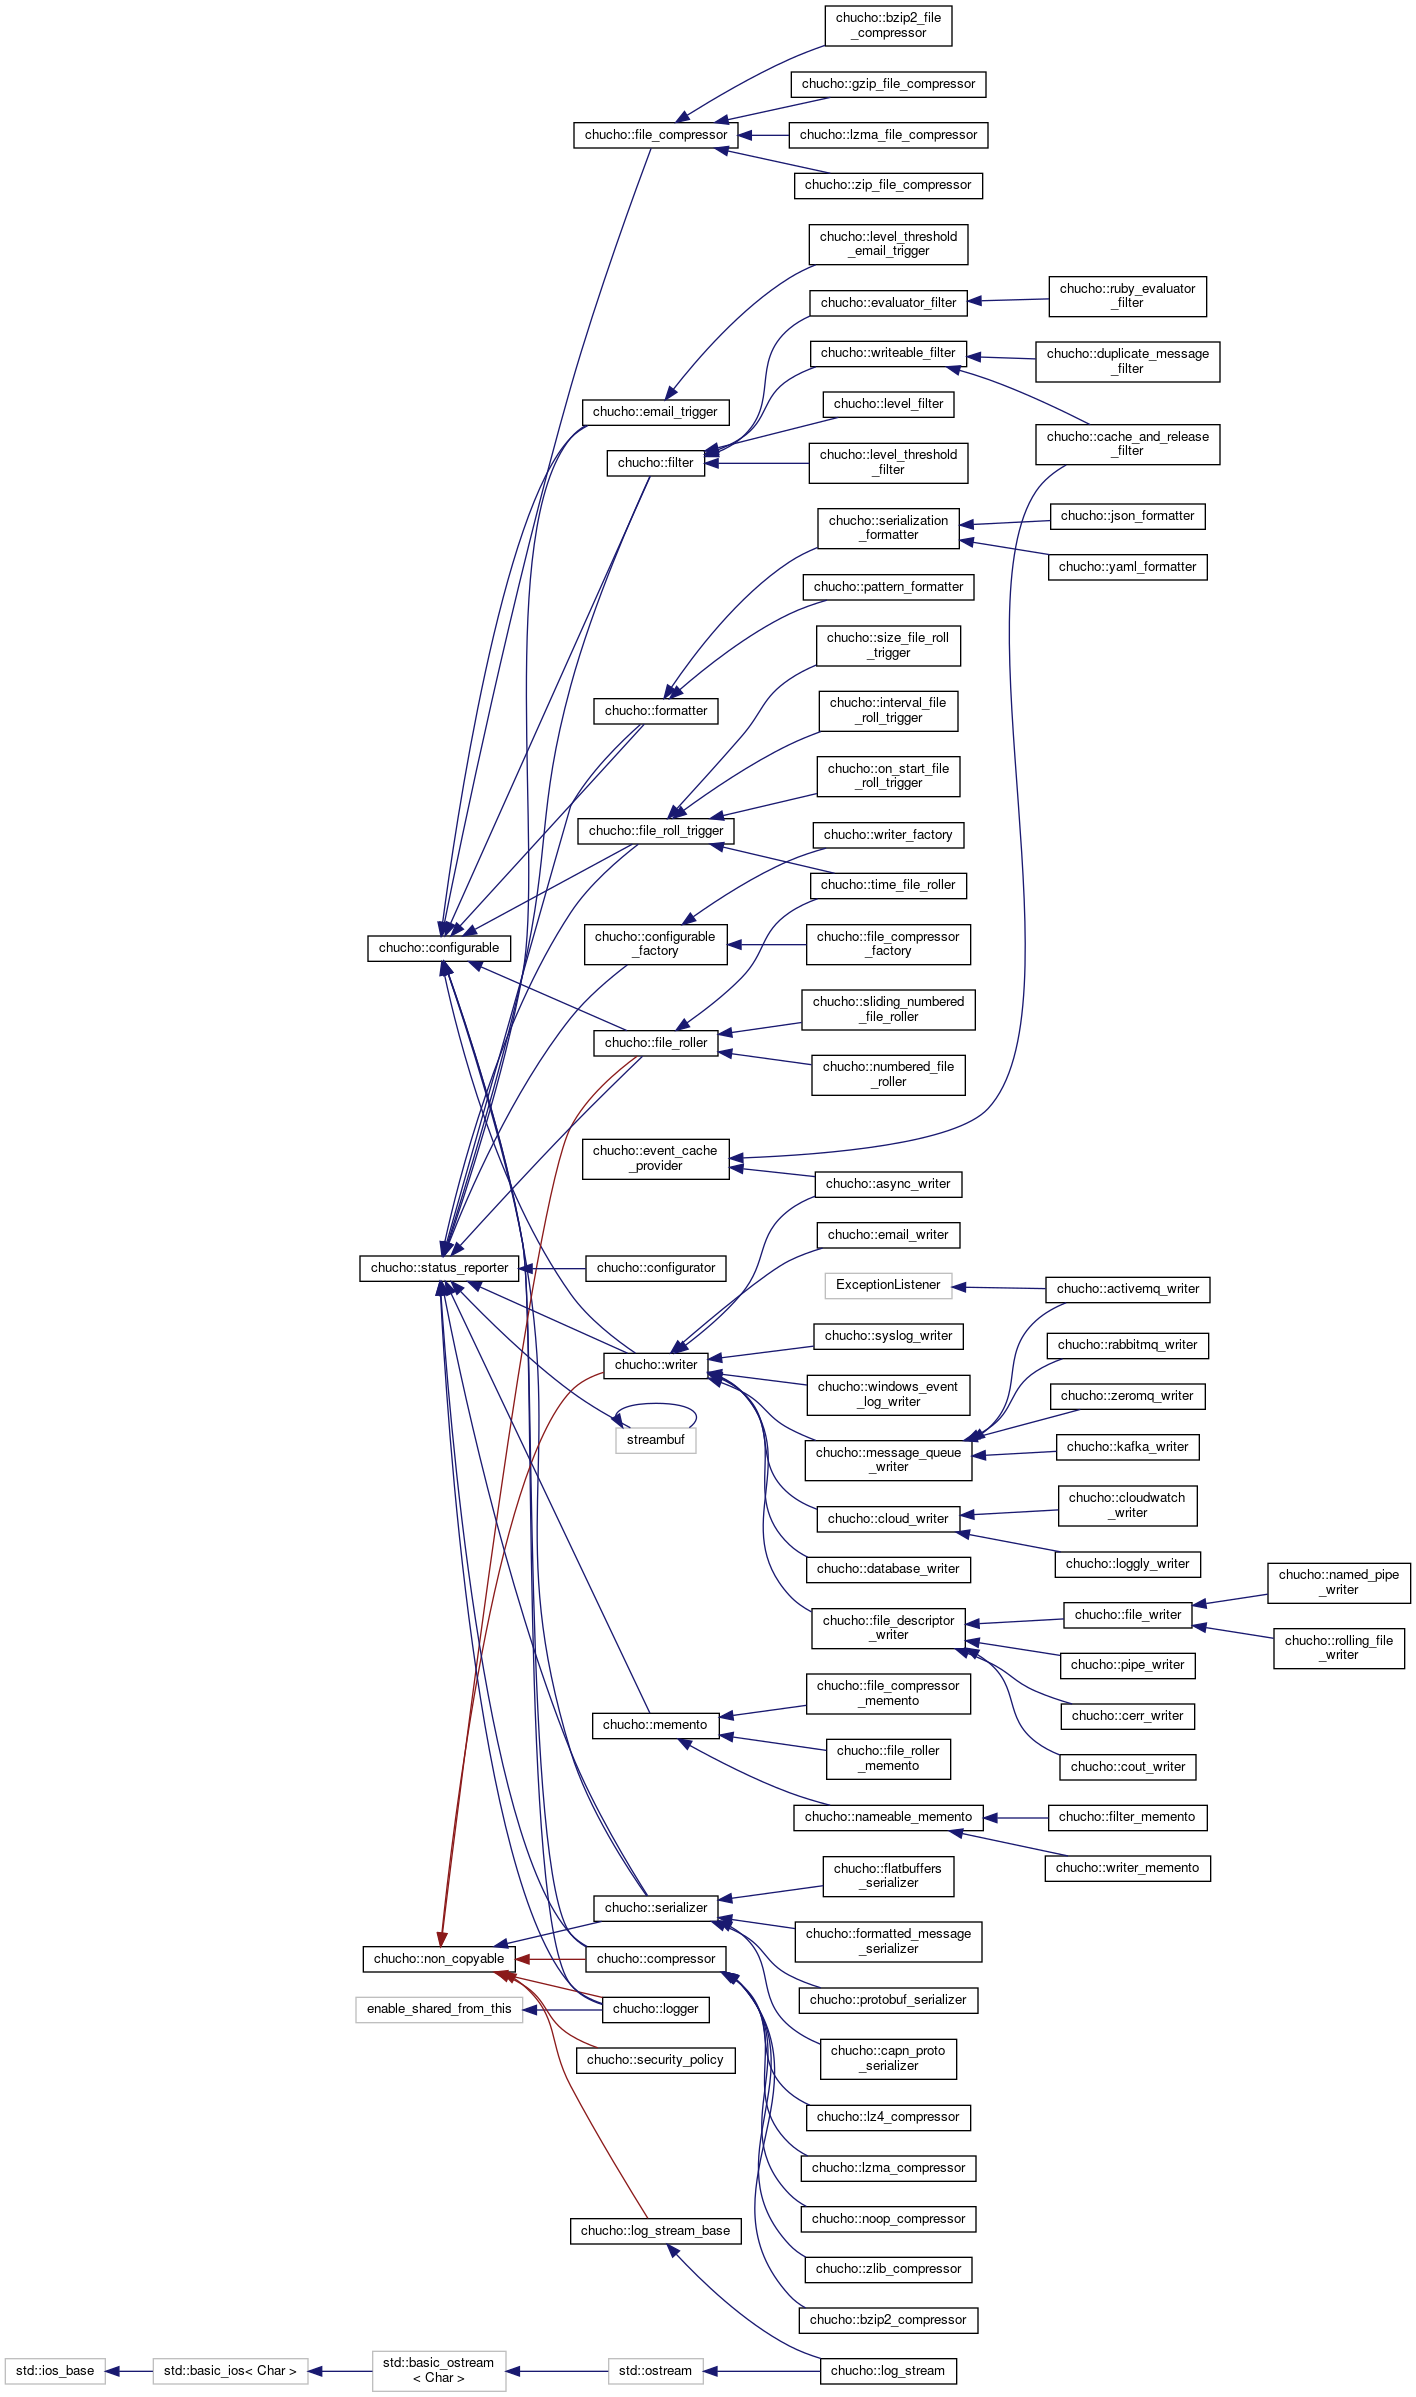 chucho::bzip2_file
_compressor
chucho::gzip_file_compressor
chucho::file_compressor
chucho::lzma_file_compressor
chucho::zip_file_compressor
chucho::level_threshold
_email_trigger
chucho::evaluator_filter
chucho::ruby_evaluator
_filter
chucho::writeable_filter
chucho::duplicate_message
_filter
chucho::email_trigger
chucho::level_filter
chucho::cache_and_release
_filter
chucho::filter
chucho::level_threshold
_filter
chucho::serialization
_formatter
chucho::json_formatter
chucho::yaml_formatter
chucho::pattern_formatter
chucho::size_file_roll
_trigger
chucho::formatter
chucho::interval_file
_roll_trigger
chucho::on_start_file
_roll_trigger
chucho::file_roll_trigger
chucho::writer_factory
chucho::time_file_roller
chucho::configurable
chucho::configurable
_factory
chucho::file_compressor
_factory
chucho::sliding_numbered
_file_roller
chucho::file_roller
chucho::numbered_file
_roller
chucho::event_cache
_provider
chucho::async_writer
chucho::email_writer
chucho::status_reporter
chucho::configurator
ExceptionListener
chucho::activemq_writer
chucho::syslog_writer
chucho::rabbitmq_writer
chucho::writer
chucho::windows_event
_log_writer
chucho::zeromq_writer
streambuf
chucho::message_queue
_writer
chucho::kafka_writer
chucho::cloudwatch
_writer
chucho::cloud_writer
chucho::loggly_writer
chucho::database_writer
chucho::named_pipe
_writer
chucho::file_descriptor
_writer
chucho::file_writer
chucho::rolling_file
_writer
chucho::pipe_writer
chucho::file_compressor
_memento
chucho::cerr_writer
chucho::memento
chucho::file_roller
_memento
chucho::cout_writer
chucho::nameable_memento
chucho::filter_memento
chucho::writer_memento
chucho::flatbuffers
_serializer
chucho::serializer
chucho::formatted_message
_serializer
chucho::non_copyable
chucho::compressor
chucho::protobuf_serializer
enable_shared_from_this
chucho::logger
chucho::capn_proto
_serializer
chucho::security_policy
chucho::lz4_compressor
chucho::lzma_compressor
chucho::noop_compressor
chucho::log_stream_base
chucho::zlib_compressor
chucho::bzip2_compressor
std::ios_base
std::basic_ios< Char >
std::basic_ostream
< Char >
std::ostream
chucho::log_stream